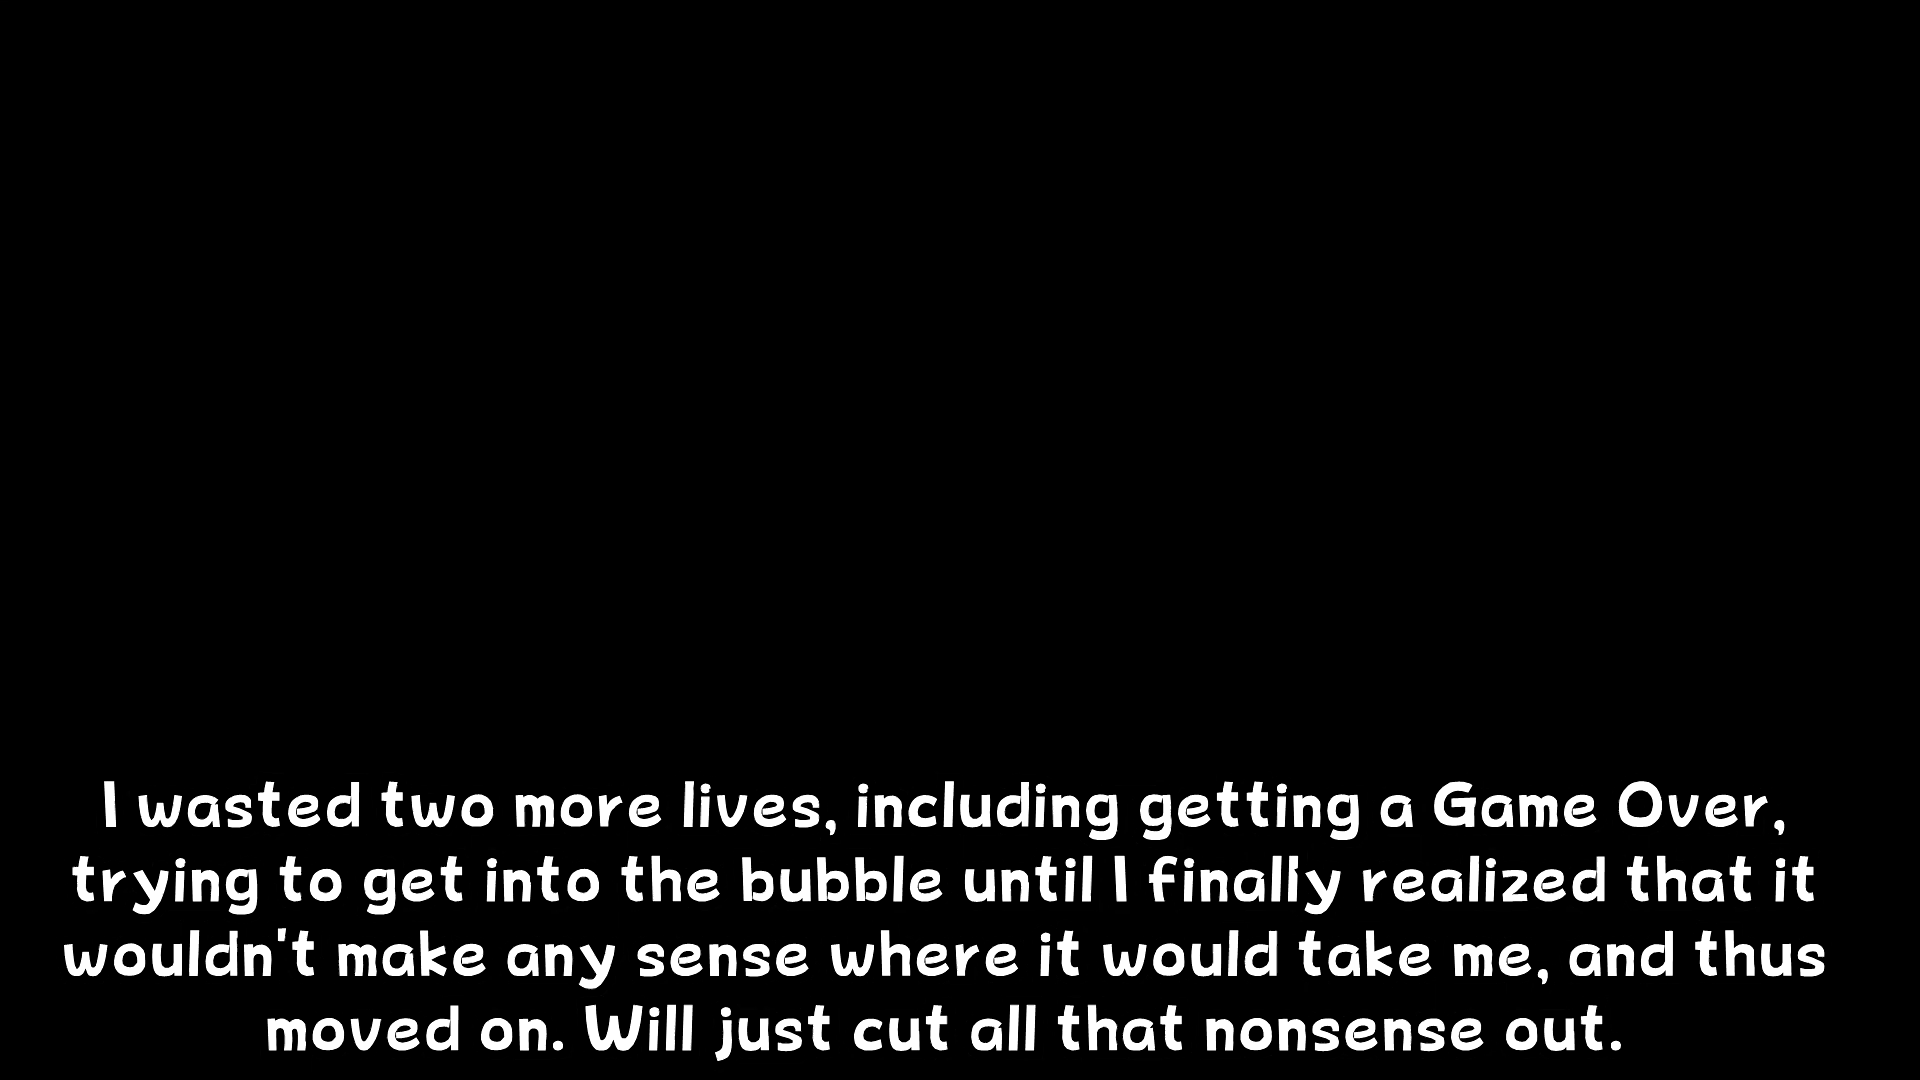 I wasted two more lives, including getting a Game Over,
trying to get into the bubble until I finally realized that it
wouldn't make any sense where it would take me, and thus
moved on. Will just cut all that nonsense out.